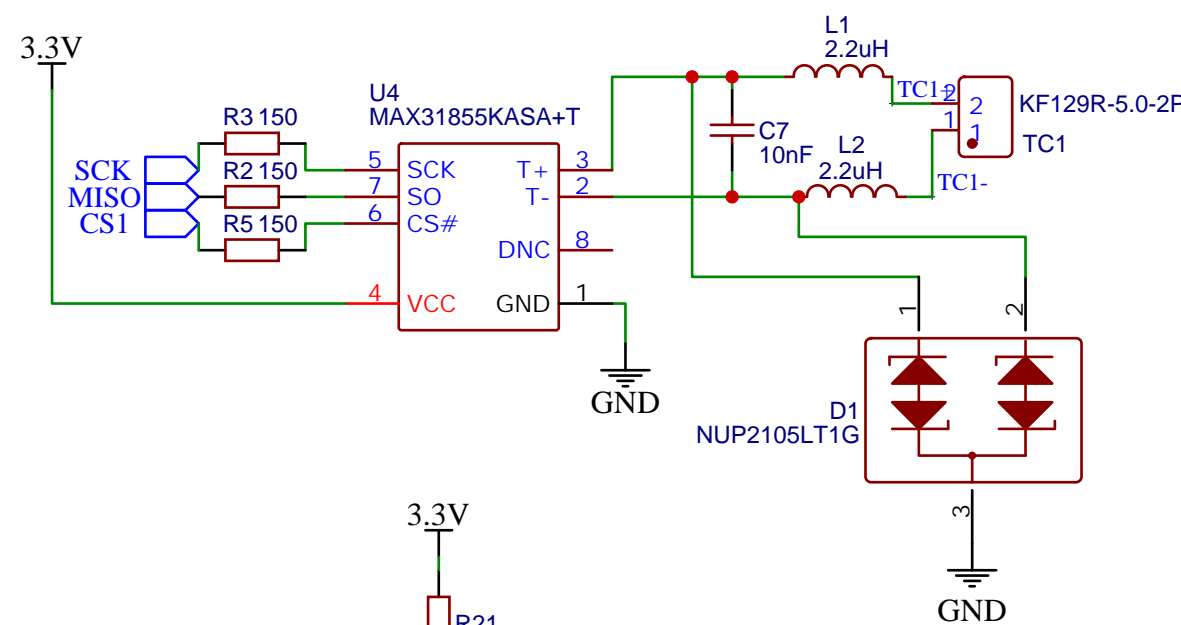 3.3V
L1
2.2uH
U4
MAX31855KASA+T
R3 150
R2 150
R5 150
SCK
MISO
CS1
5
7
6
4
SCK
SO
CS#
VCC
T+
T-
DNC
GND
3
2
8
1
GND
C7
10nF
L2
2.2uH
TC1+
TC1-
2
1
2
1
KF129R-5.0-2P
TC1
1
2
D1
NUP2105LT1G
3
GND
3.3V
R21